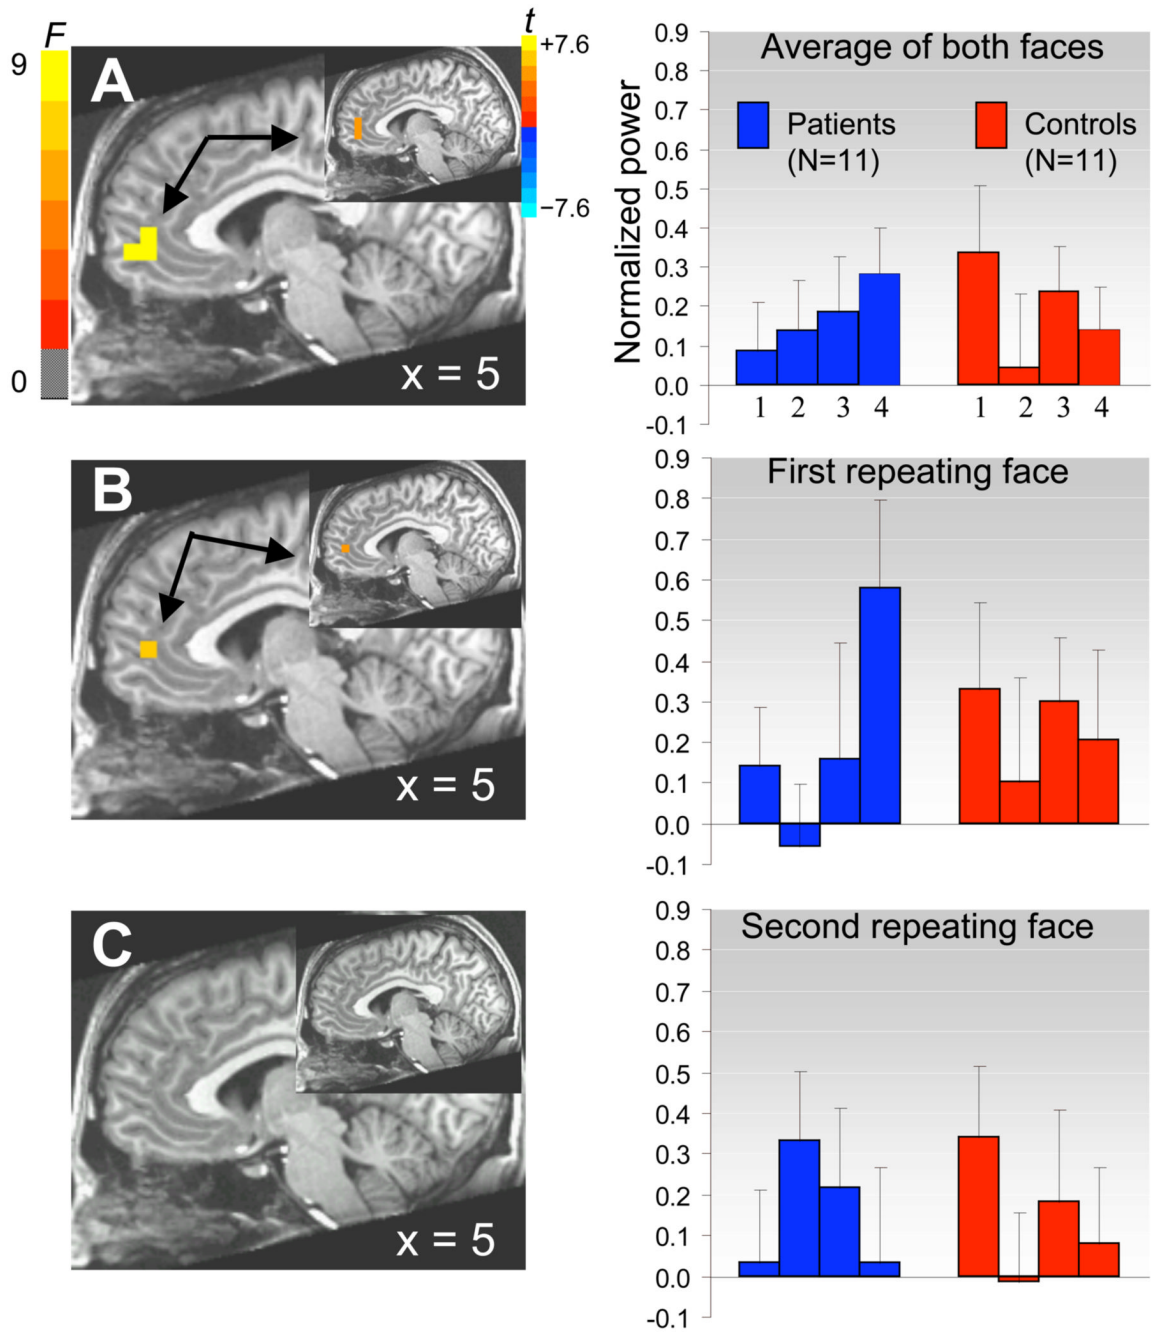 F
9
0
A
t
+7.6
−7.6
x = 5
Average of both faces
Normalized power
0.9
0.8
0.7
0.6
0.5
0.4
0.3
0.2
0.1
0.0
-0.1
Patients
(N=11)
Controls
(N=11)
1 2 3 4 1 2 3 4
B
x = 5
First repeating face
0.9
0.8
0.7
0.6
0.5
0.4
0.3
0.2
0.1
0.0
-0.1
C
x = 5
Second repeating face
0.9
0.8
0.7
0.6
0.5
0.4
0.3
0.2
0.1
0.0
-0.1